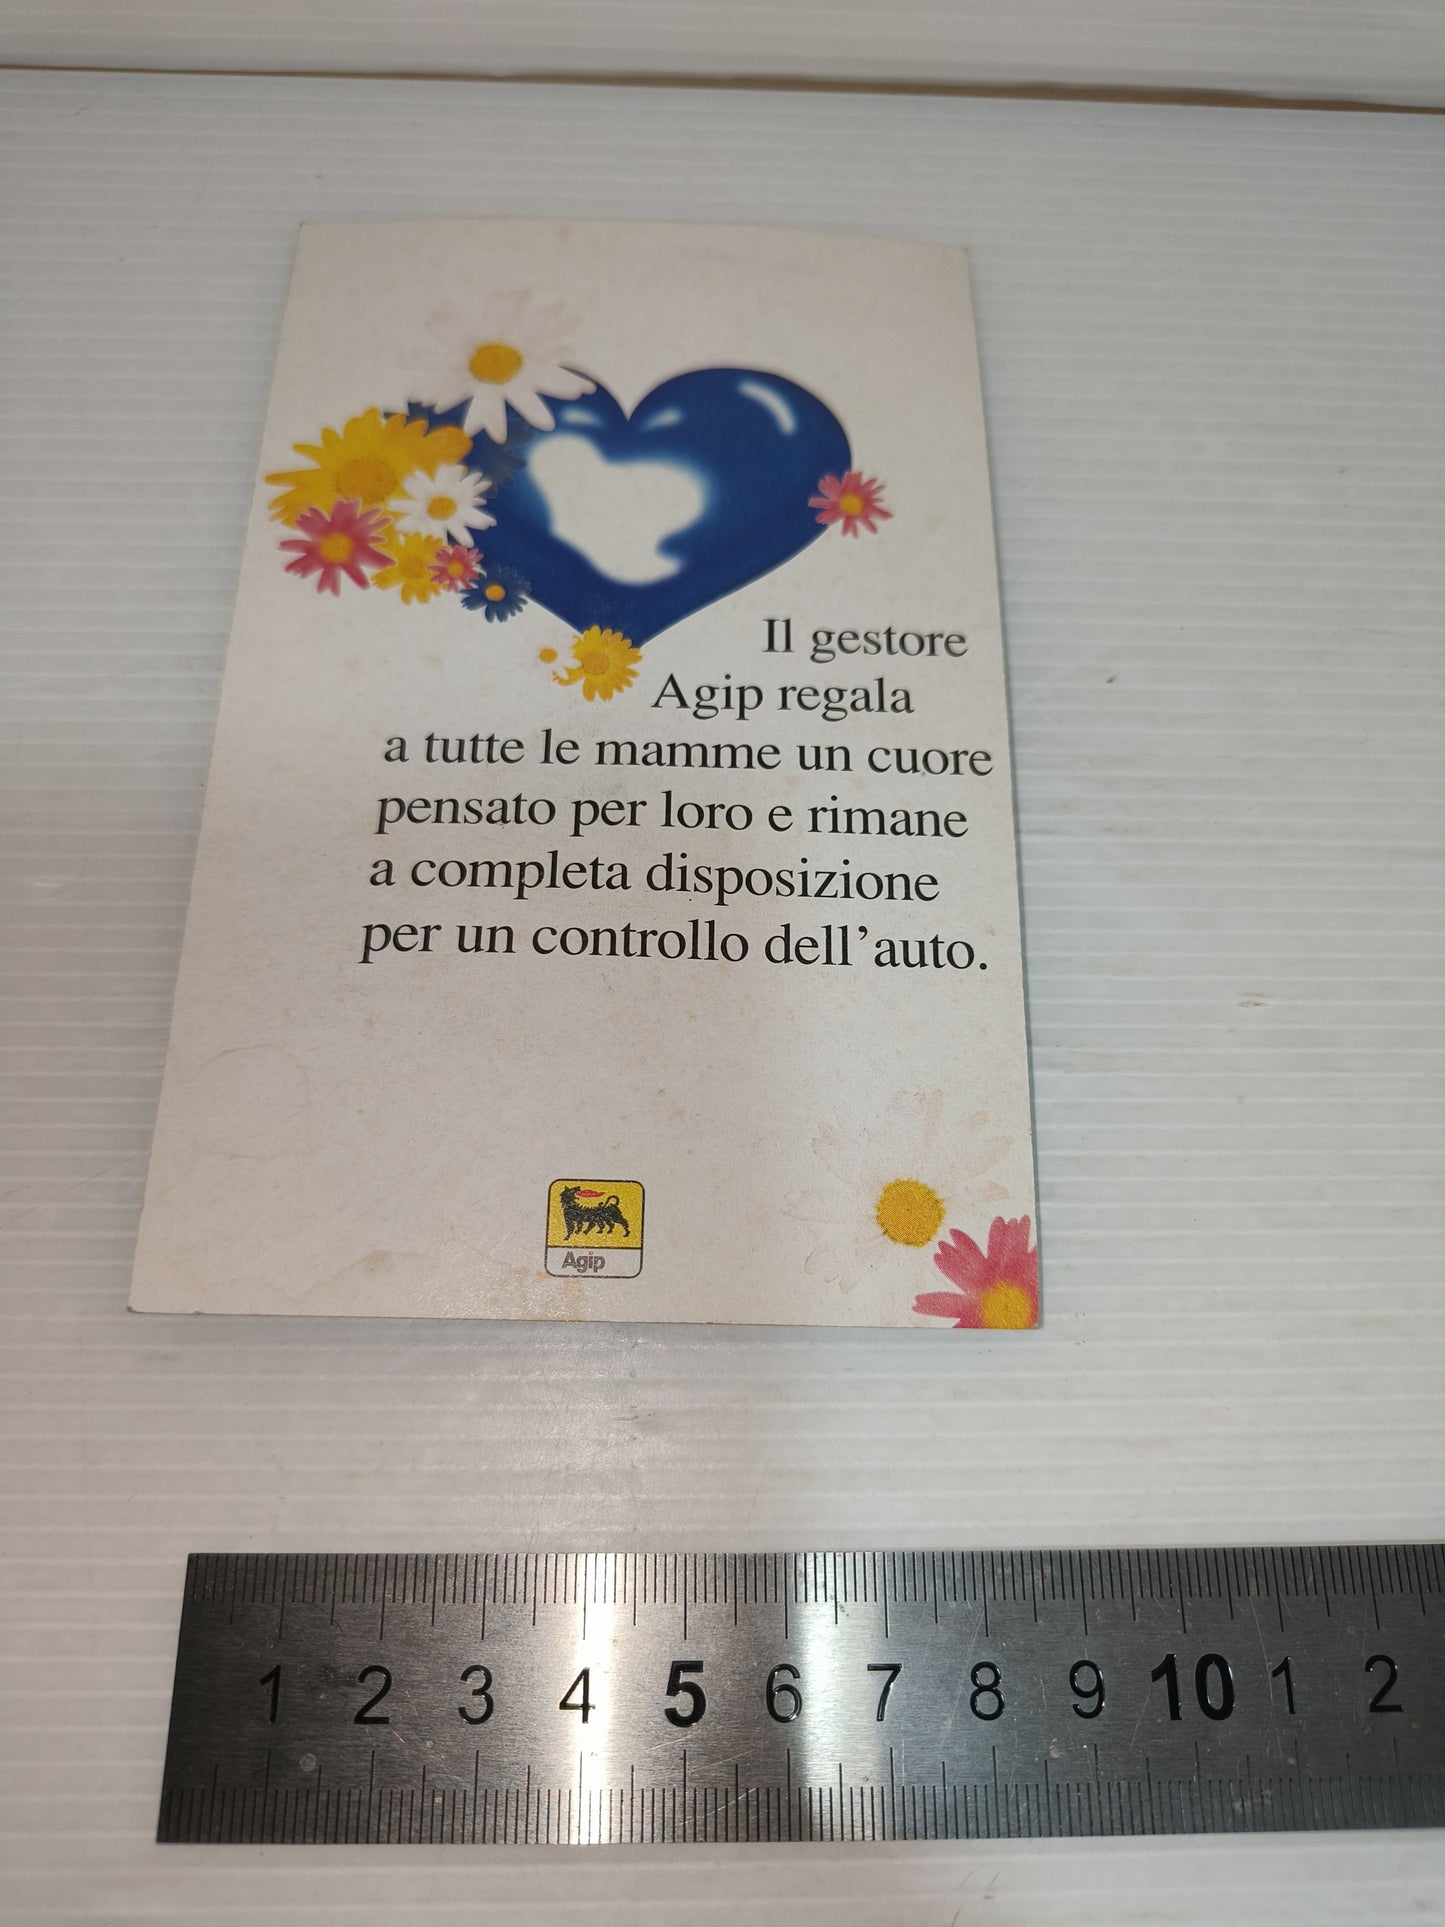 Il gestore
Agip regala
a tutte le mamme un cuore
pensato per loro e rimane
a completa disposizione
per un controllo dell'auto.
Agip
1 2 3 4 5 6 7 8 9 10 1 2